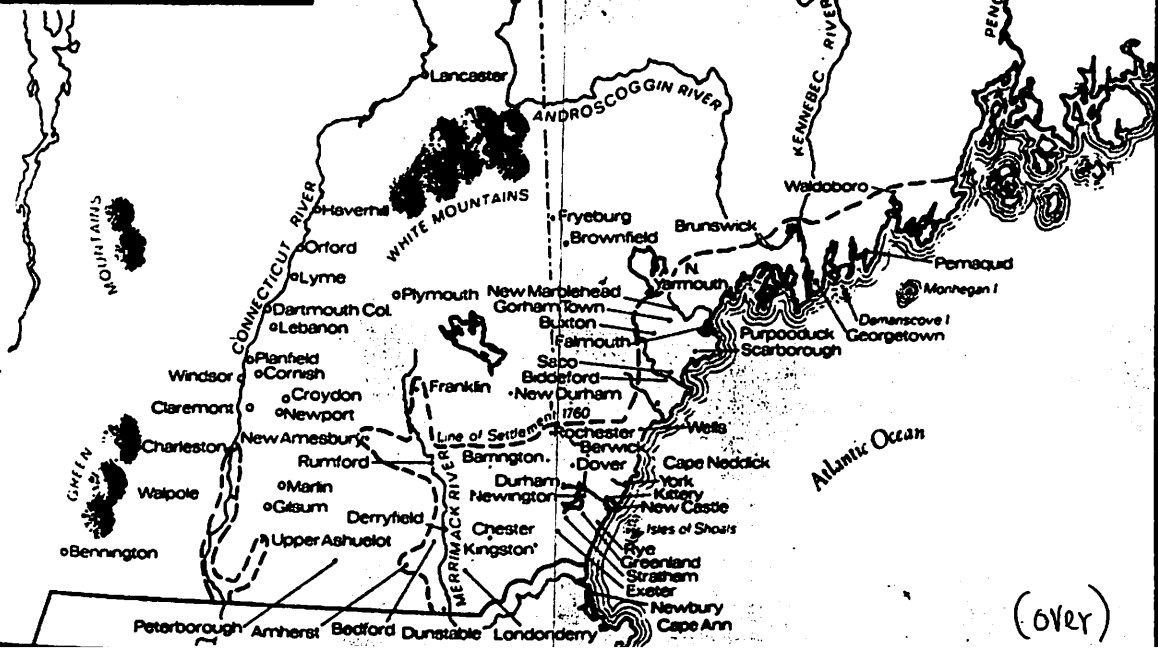 PEN
Lancaster
ANDROSCOGGIN RIVER
KENNEBEC · RIVER
Waldoboro
Haverhill
WHITE MOUNTAINS
Fryeburg
Brunswick
MOUNTAINS
CONNECTICUT RIVER
Orford
Brownfield
Lyme
N.
Yarmouth
Pemaquid
Plymouth
New Marblehead
Monhegan I
Dartmouth Col.
Gorham Town
Lebanon
Buxton
Damanscove I
Falmouth
Purpooduck
Georgetown
Planfield
Scarborough
Windsor
Cornish
Saco
Franklin
Biddeford
Croydon
New Durham
Claremont
Newport
Line of Settlement 1760
Charleston
New Amesbury
Rochester
Wells
Berwick
GREEN
Rumford
Barrington
Dover
Cape Neddick
Atlantic Ocean
Walpole
Marlin
Durham
York
Newington
Kittery
Gilsum
New Castle
Derryfield
MERRIMACK RIVER
Chester
Isles of Shoals
Upper Ashuelot
Kingston
Rye
Bennington
Greenland
Stratham
Exeter
Newbury
Peterborough
Amherst
Bedford
Dunstable
Londonderry
Cape Ann
(over)